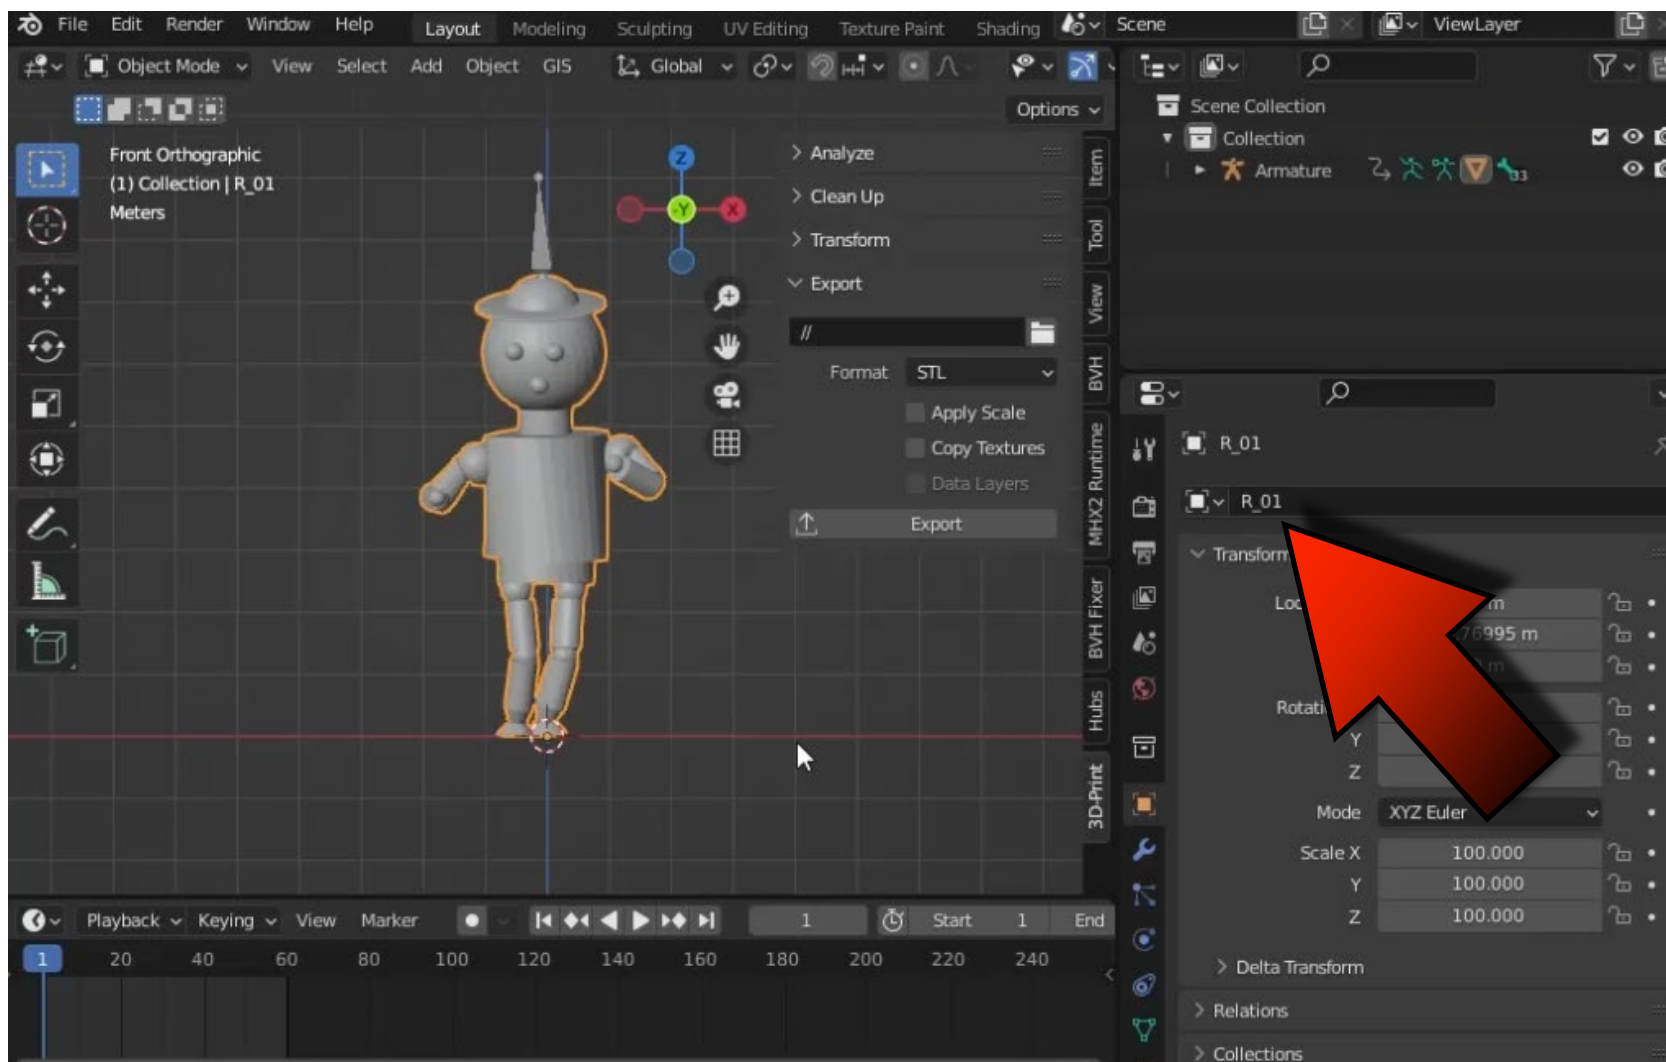 File Edit Render Window Help Layout Modeling Sculpting UV Editing Texture Paint Shading Scene ViewLayer
Object Mode View Select Add Object GIS Global
Options
Front Orthographic
(1) Collection | R_01
Meters
Z
-Y
X
Analyze
Clean Up
Transform
Export
//
Format STL
Apply Scale
Copy Textures
Data Layers
Export
Item
Tool
View
BVH
MHX2 Runtime
BVH Fixer
Hubs
3D-Print
Scene Collection
Collection
Armature 33
R_01
R_01
Transform
m
76995 m
m
Y
Z
Mode XYZ Euler
Scale X 100.000
Y 100.000
Z 100.000
Delta Transform
Relations
Collections
Playback Keying View Marker 1 Start 1 End
1 20 40 60 80 100 120 140 160 180 200 220 240